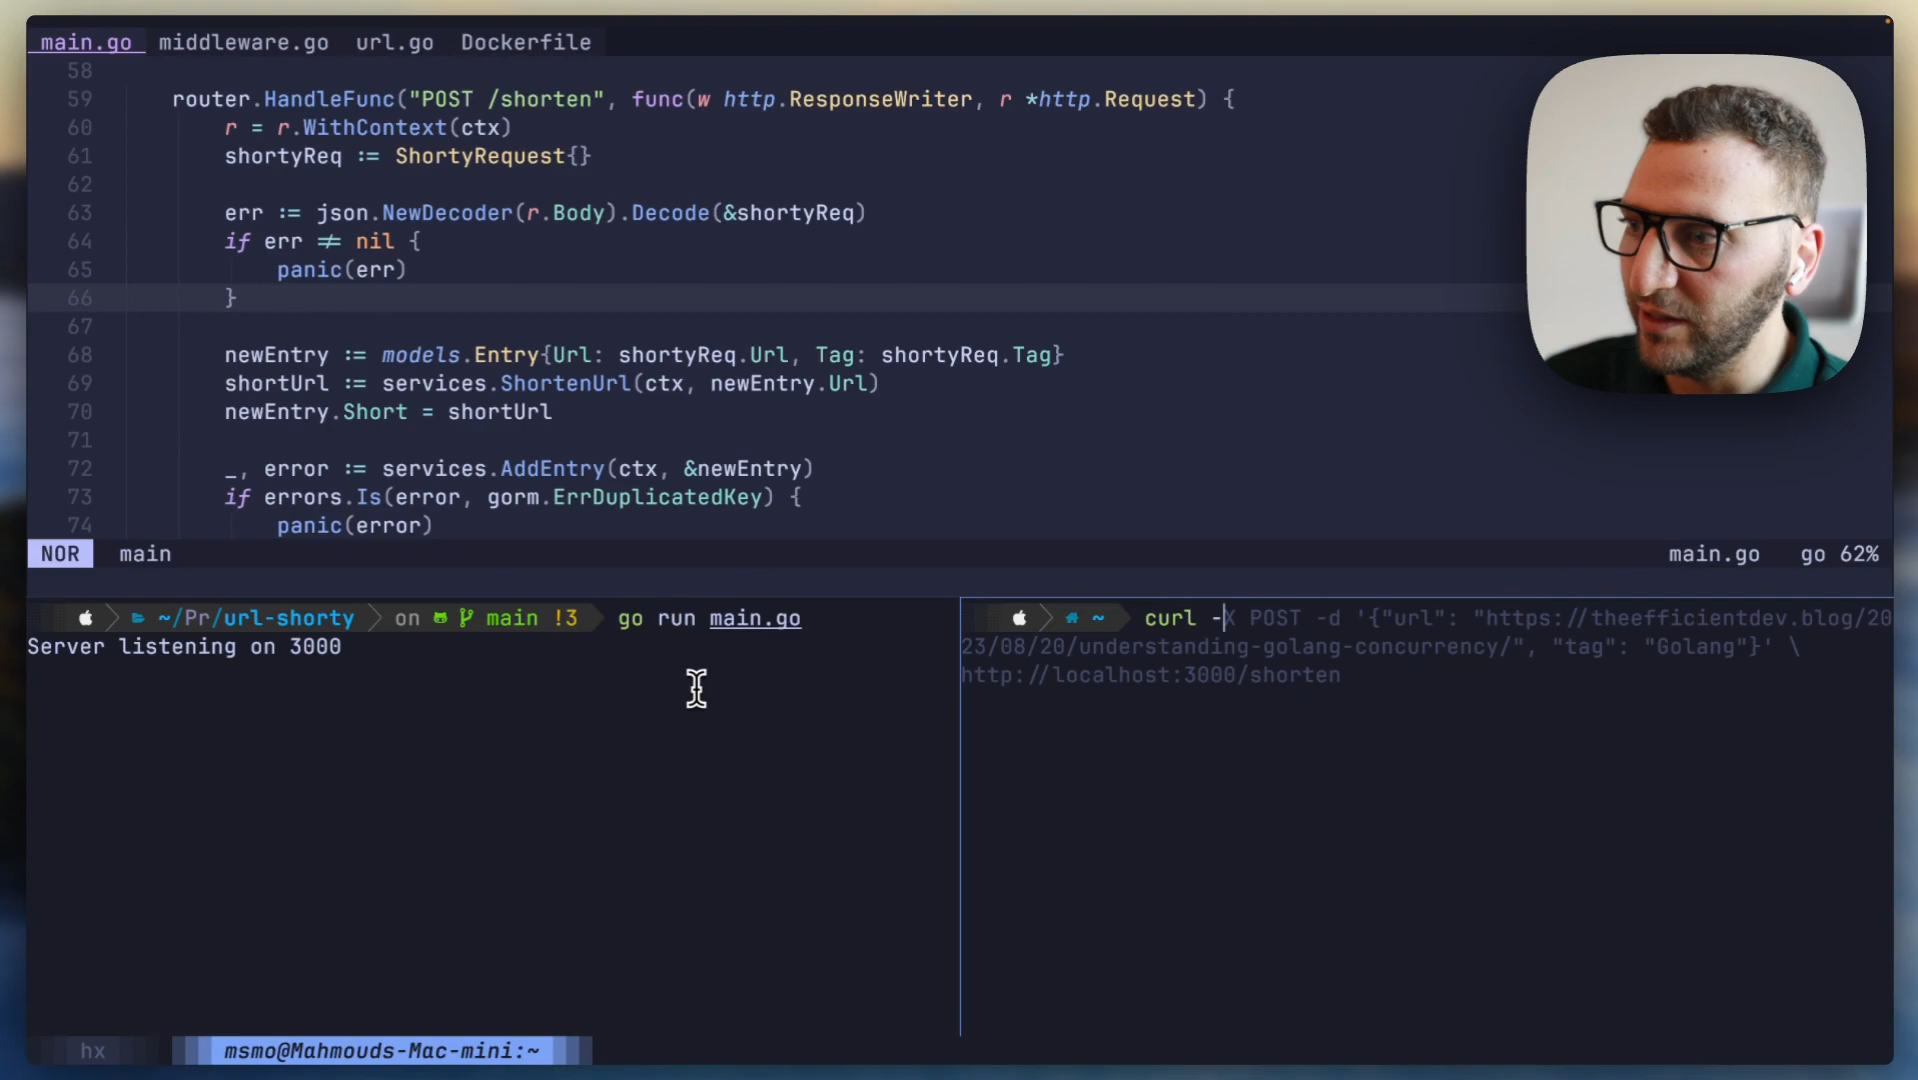 main.go middleware.go url.go Dockerfile
58
59 router.HandleFunc("POST /shorten", func(w http.ResponseWriter, r *http.Request) {
60 r = r.WithContext(ctx)
61 shortyReq := ShortyRequest{}
62
63 err := json.NewDecoder(r.Body).Decode(&shortyReq)
64 if err != nil {
65 panic(err)
66 }
67
68 newEntry := models.Entry{Url: shortyReq.Url, Tag: shortyReq.Tag}
69 shortUrl := services.ShortenUrl(ctx, newEntry.Url)
70 newEntry.Short = shortUrl
71
72 _, error := services.AddEntry(ctx, &newEntry)
73 if errors.Is(error, gorm.ErrDuplicatedKey) {
74 panic(error)
NOR main main.go go 62%
~/Pr/url-shorty on main !3 go run main.go
Server listening on 3000
~ curl -X POST -d '{"url": "https://theefficientdev.blog/20
23/08/20/understanding-golang-concurrency/", "tag": "Golang"}' \
http://localhost:3000/shorten
hx msmo@Mahmouds-Mac-mini:~